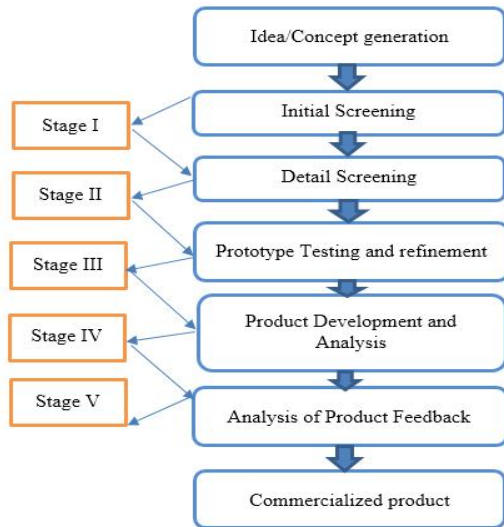 Idea/Concept generation
Initial Screening
Stage I
Detail Screening
Stage II
Prototype Testing and refinement
Stage III
Product Development and
Analysis
Stage IV
Stage V
Analysis of Product Feedback
Commercialized product